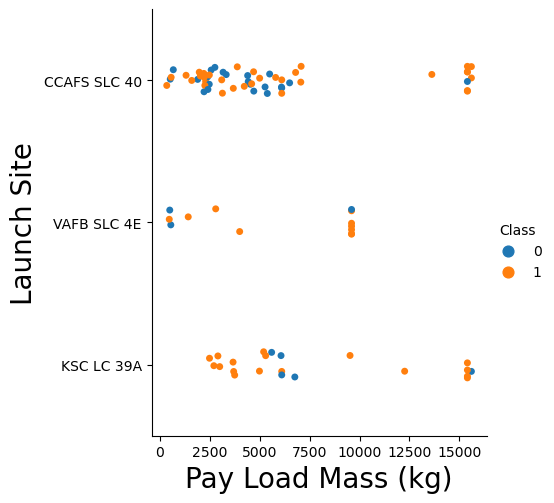 CCAFS SLC 40
VAFB SLC 4E
KSC LC 39A
Launch Site
0
2500
5000
7500
10000
12500
15000
Pay Load Mass (kg)
Class
0
1